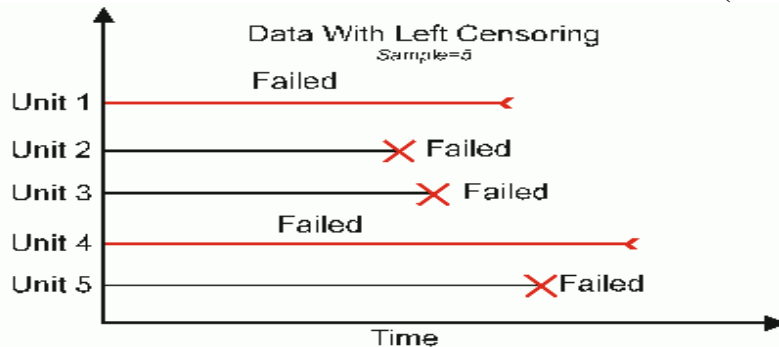 Data With Left Censoring
Sample=5
Failed
Unit 1
Unit 2 Failed
Unit 3 Failed
Failed
Unit 4
Unit 5 Failed
Time